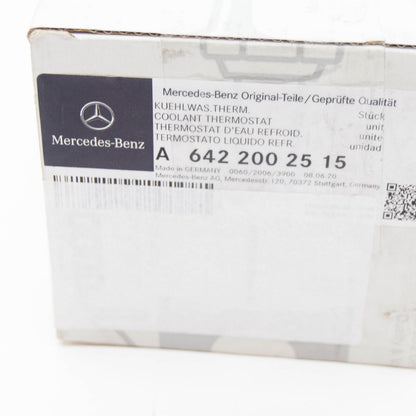 Mercedes-Benz Original-Teile/Geprüfte Qualität
KUEHLWAS.THERM. Stück
COOLANT THERMOSTAT unit
THERMOSTAT D'EAU REFROID. unite
TERMOSTATO LIQUIDO REFR. unidad
Mercedes-Benz
A 642 200 25 15
Made in GERMANY 0060/2006/3900 08.06.20
Mercedes-Benz AG, Mercedesstr.120, 70372 Stuttgart, Germany